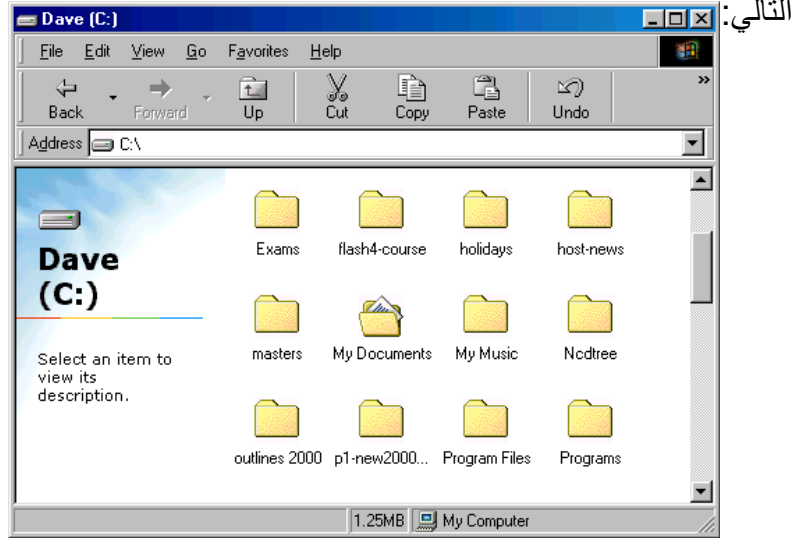 التالي:
Dave (C:)
File Edit View Go Favorites Help
Back Forward Up Cut Copy Paste Undo »
Address C:\
Dave
(C:)
Select an item to
view its
description.
Exams flash4-course holidays host-news
masters My Documents My Music Ncdtree
outlines 2000 p1-new2000... Program Files Programs
1.25MB My Computer